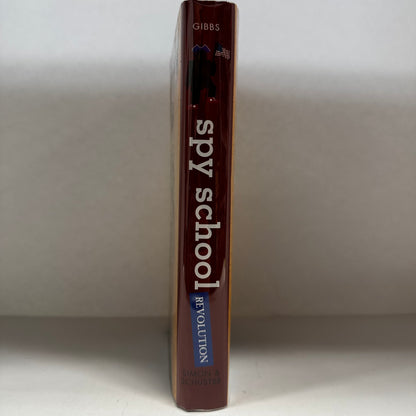 GIBBS
spy school
REVOLUTION
SIMON &
SCHUSTER